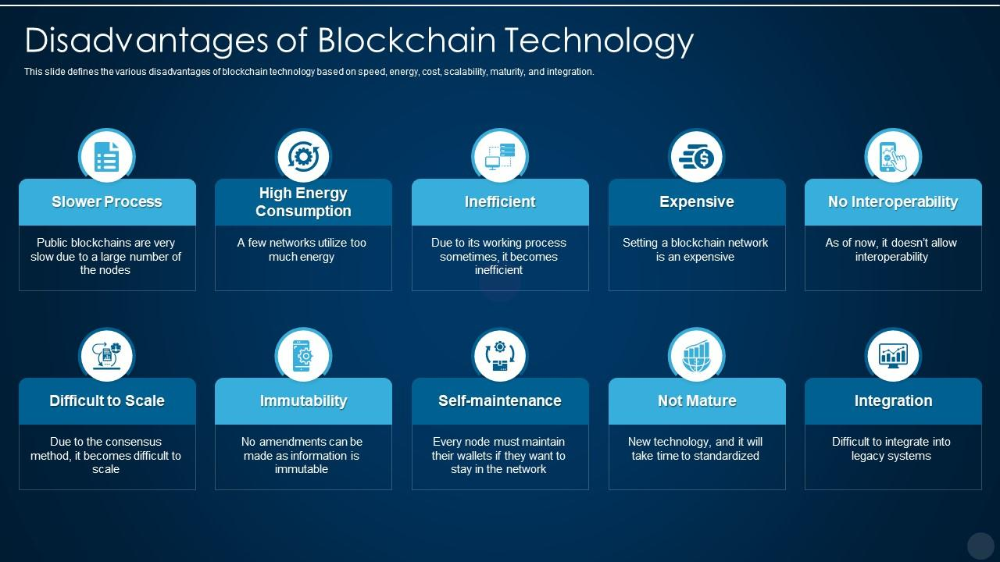 Disadvantages of Blockchain Technology
This slide defines the various disadvantages of blockchain technology based on speed, energy, cost, scalability, maturity, and integration.
Slower Process
Public blockchains are very
slow due to a large number of
the nodes
High Energy
Consumption
A few networks utilize too
much energy
Inefficient
Due to its working process
sometimes, it becomes
inefficient
Expensive
Setting a blockchain network
is an expensive
No Interoperability
As of now, it doesn't allow
interoperability
Difficult to Scale
Due to the consensus
method, it becomes difficult to
scale
Immutability
No amendments can be
made as information is
immutable
Self-maintenance
Every node must maintain
their wallets if they want to
stay in the network
Not Mature
New technology, and it will
take time to standardized
Integration
Difficult to integrate into
legacy systems